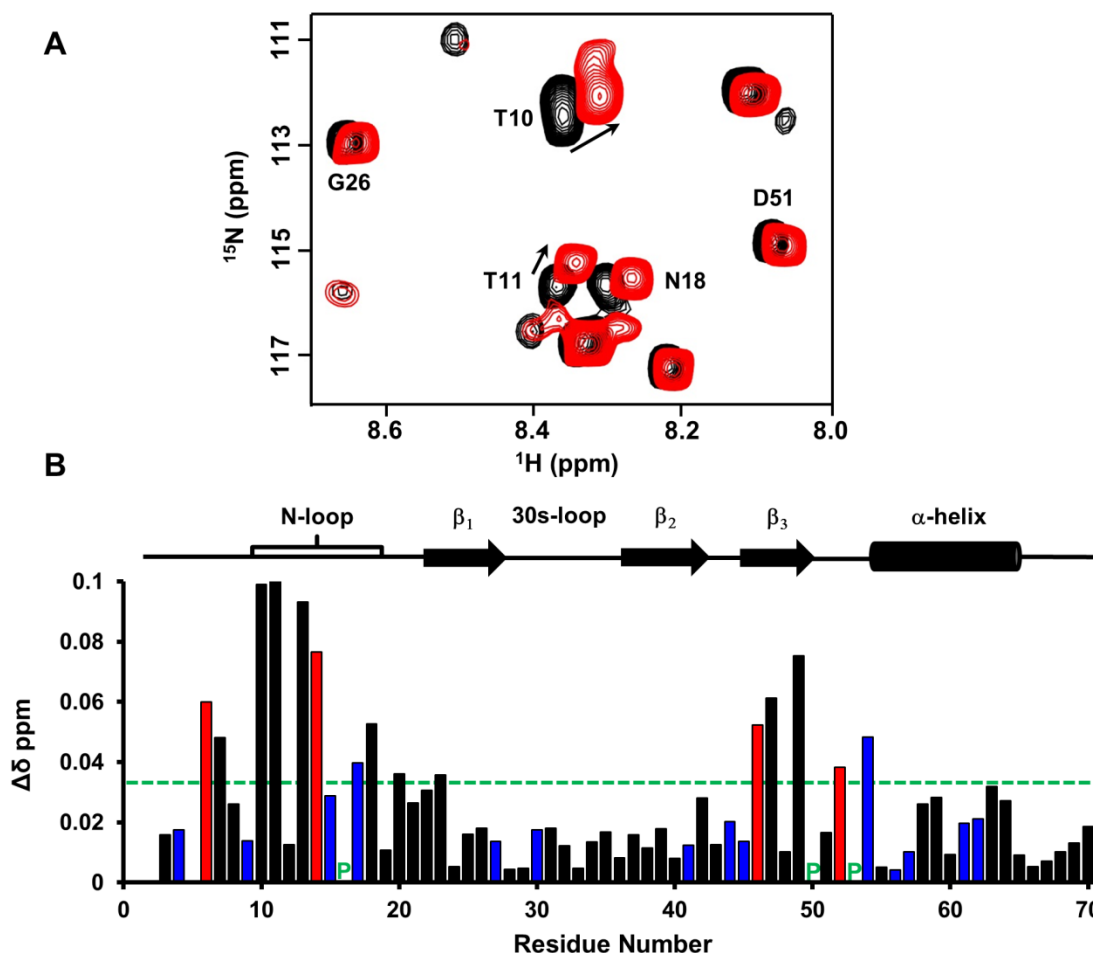 A
111
113
115
117
¹⁵N (ppm)
T10
G26
D51
T11
N18
8.6
8.4
8.2
8.0
¹H (ppm)
B
N-loop
β₁
30s-loop
β₂
β₃
α-helix
0.1
0.08
0.06
0.04
0.02
0
Δδ ppm
P
P
P
0
10
20
30
40
50
60
70
Residue Number